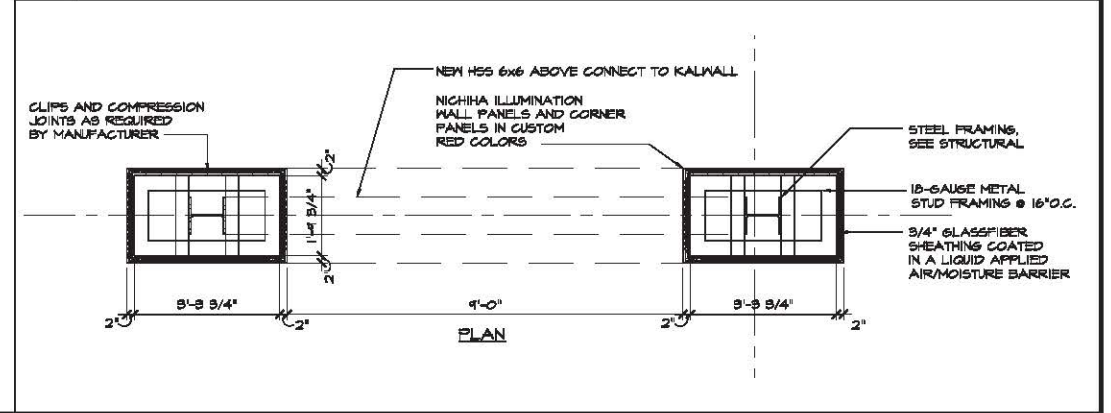 NEW HSS 6x6 ABOVE CONNECT TO KALWALL
CLIPS AND COMPRESSION
JOINTS AS REQUIRED
BY MANUFACTURER
NICHIHA ILLUMINATION
WALL PANELS AND CORNER
PANELS IN CUSTOM
RED COLORS
STEEL FRAMING,
SEE STRUCTURAL
18-GAUGE METAL
STUD FRAMING @ 16"O.C.
3/4" GLASSFIBER
SHEATHING COATED
IN A LIQUID APPLIED
AIR/MOISTURE BARRIER
2"
1'-9 3/4"
2"
3'-3 3/4"
9'-0"
3'-3 3/4"
2"
2"
2"
2"
PLAN